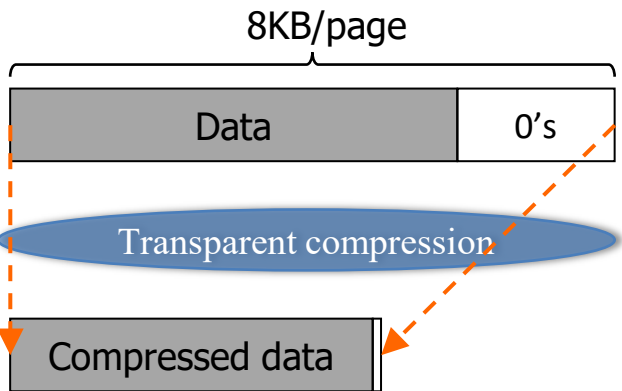 8KB/page
Data
0’s
Transparent compression
Compressed data